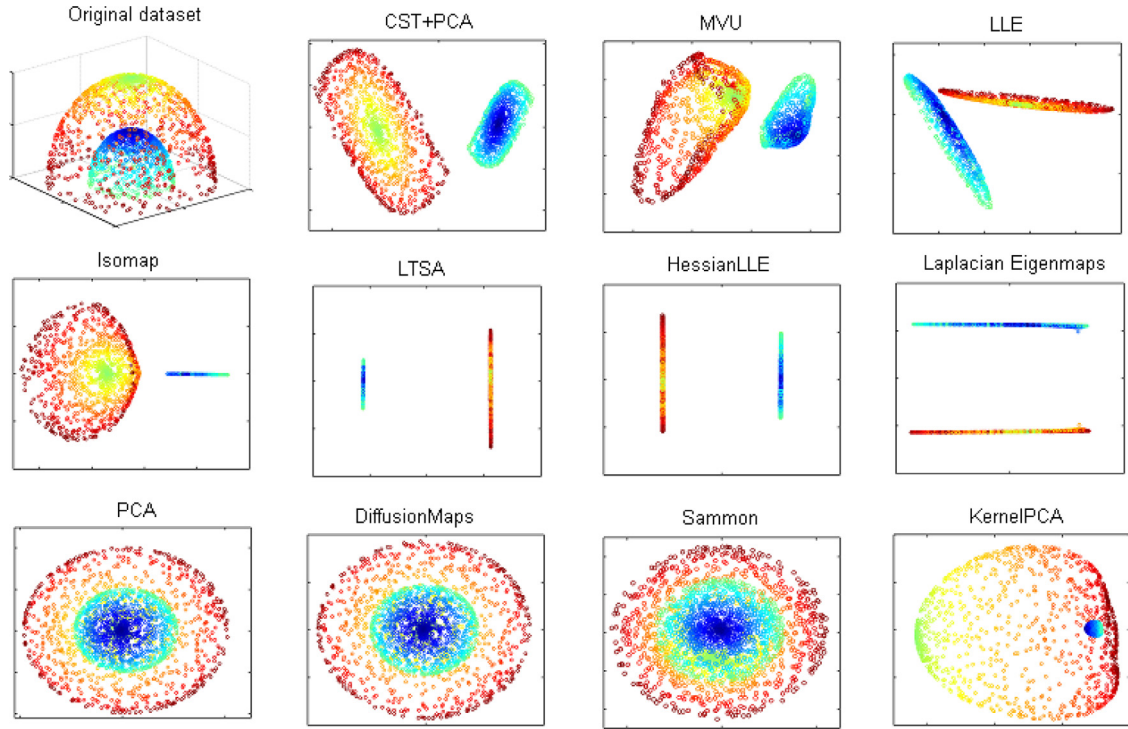 Original dataset
CST+PCA
MVU
LLE
Isomap
LTSA
HessianLLE
Laplacian Eigenmaps
PCA
DiffusionMaps
Sammon
KernelPCA